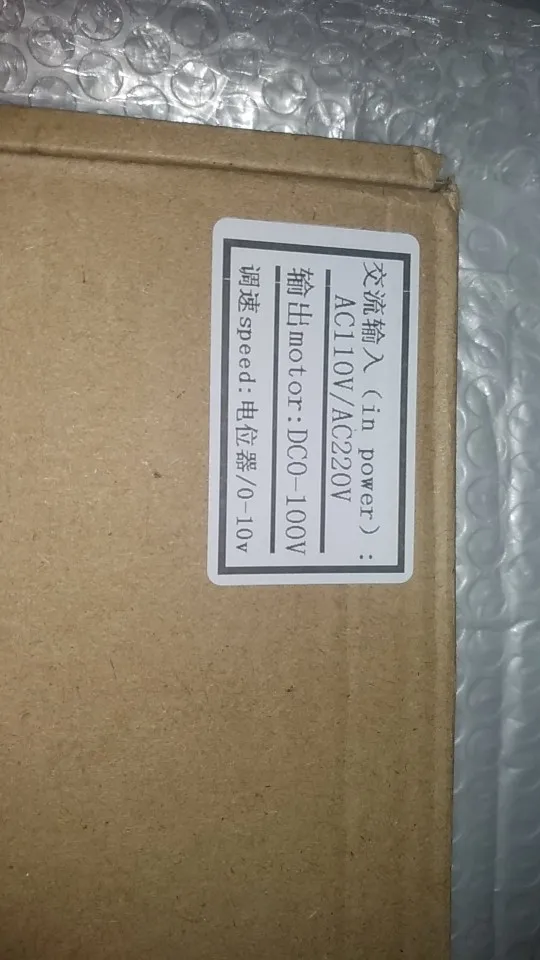 交流输入(in power):
AC110V/AC220V
输出motor:DC0-100V
调速speed:电位器/0-10v